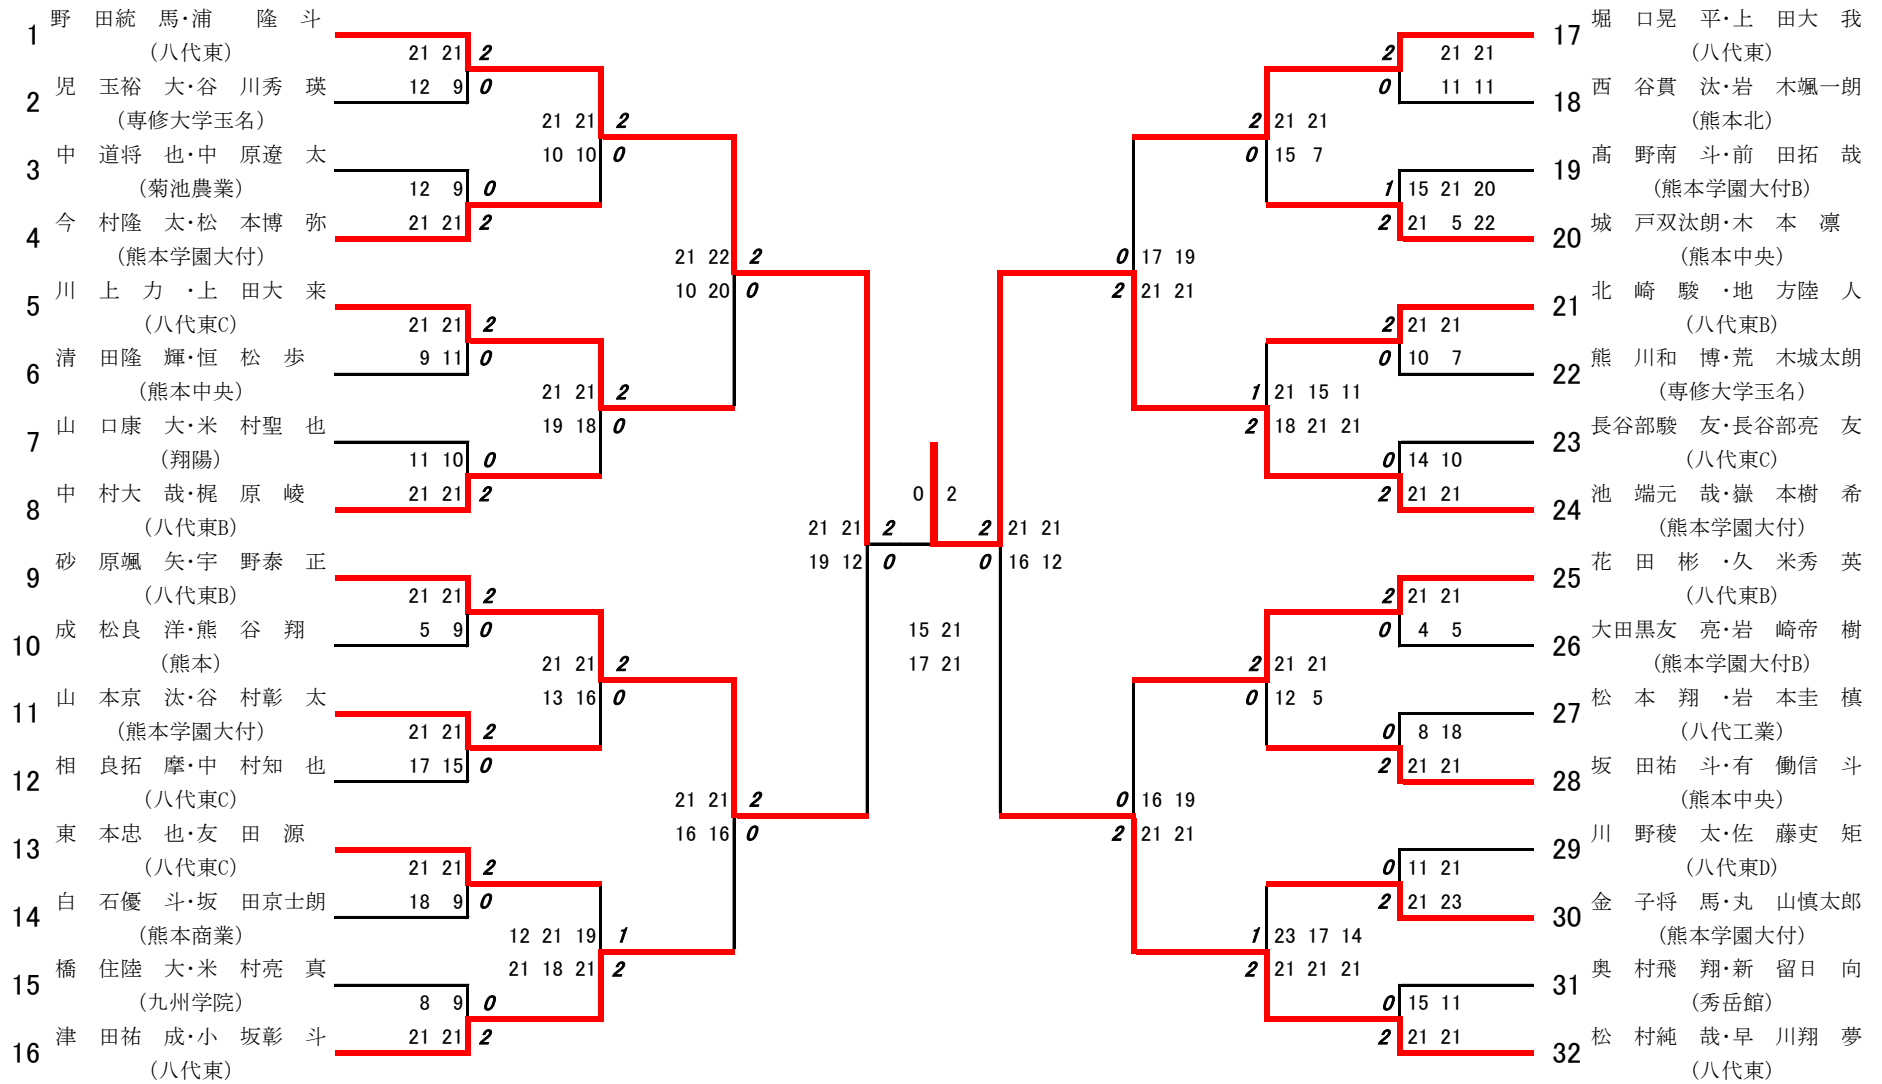 1 野 田統 馬・浦 隆 斗
(八代東)
21 21 2
2 児 玉裕 大・谷 川秀 瑛
12 9 0
(専修大学玉名)
21 21 2
10 10 0
3 中 道将 也・中 原遼 太
(菊池農業)
12 9 0
4 今 村隆 太・松 本博 弥
21 21 2
(熊本学園大付)
21 22 2
10 20 0
5 川 上 力 ・上 田大 来
(八代東C)
21 21 2
6 清 田隆 輝・恒 松 歩
9 11 0
(熊本中央)
21 21 2
19 18 0
7 山 口康 大・米 村聖 也
(翔陽)
11 10 0
8 中 村大 哉・梶 原 崚
21 21 2
(八代東B)
21 21 2
19 12 0
9 砂 原颯 矢・宇 野泰 正
(八代東B)
21 21 2
10 成 松良 洋・熊 谷 翔
5 9 0
(熊本)
21 21 2
13 16 0
11 山 本京 汰・谷 村彰 太
(熊本学園大付)
21 21 2
12 相 良拓 摩・中 村知 也
17 15 0
(八代東C)
21 21 2
16 16 0
13 東 本忠 也・友 田 源
(八代東C)
21 21 2
14 白 石優 斗・坂 田京士朗
18 9 0
(熊本商業)
12 21 19 1
21 18 21 2
15 橋 住陸 大・米 村亮 真
(九州学院)
8 9 0
16 津 田祐 成・小 坂彰 斗
21 21 2
(八代東)
0 2
15 21
17 21
17 堀 口晃 平・上 田大 我
(八代東)
2 21 21
18 西 谷貫 汰・岩 木颯一朗
0 11 11
(熊本北)
2 21 21
0 15 7
19 髙 野南 斗・前 田拓 哉
(熊本学園大付B)
1 15 21 20
20 城 戸双汰朗・木 本 凛
2 21 5 22
(熊本中央)
0 17 19
2 21 21
21 北 崎 駿 ・地 方陸 人
(八代東B)
2 21 21
22 熊 川和 博・荒 木城太朗
0 10 7
(専修大学玉名)
1 21 15 11
2 18 21 21
23 長谷部駿 友・長谷部亮 友
(八代東C)
0 14 10
24 池 端元 哉・嶽 本樹 希
2 21 21
(熊本学園大付)
2 21 21
0 16 12
25 花 田 彬 ・久 米秀 英
(八代東B)
2 21 21
26 大田黒友 亮・岩 崎帝 樹
0 4 5
(熊本学園大付B)
2 21 21
0 12 5
27 松 本 翔 ・岩 本圭 槙
(八代工業)
0 8 18
28 坂 田祐 斗・有 働信 斗
2 21 21
(熊本中央)
0 16 19
2 21 21
29 川 野稜 太・佐 藤吏 矩
(八代東D)
0 11 21
30 金 子将 馬・丸 山慎太郎
2 21 23
(熊本学園大付)
1 23 17 14
2 21 21 21
31 奥 村飛 翔・新 留日 向
(秀岳館)
0 15 11
32 松 村純 哉・早 川翔 夢
2 21 21
(八代東)